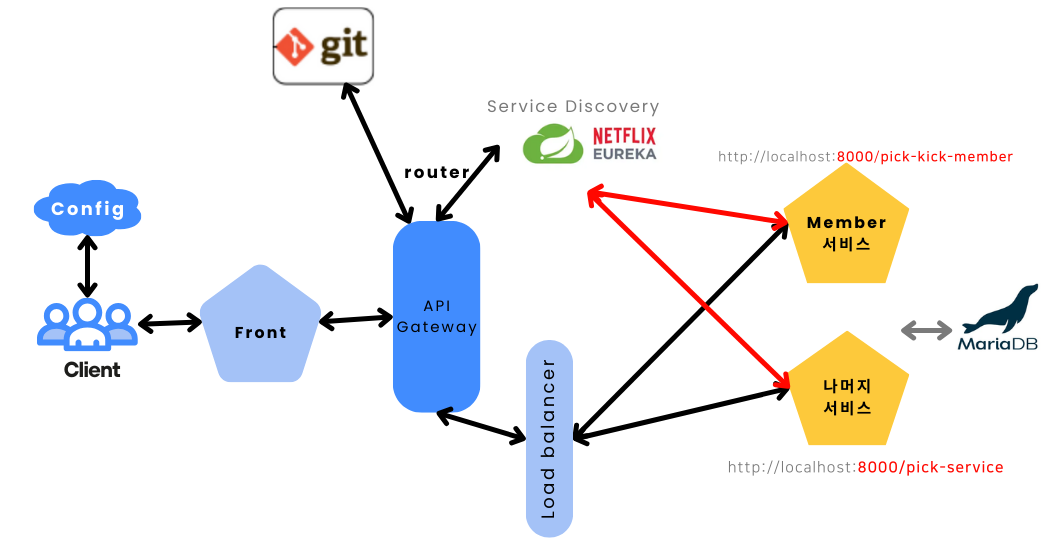 git
Service Discovery
NETFLIX
EUREKA
router
http://localhost:8000/pick-kick-member
Config
Member
서비스
API
Gateway
Front
Client
Load balancer
MariaDB
나머지
서비스
http://localhost:8000/pick-service